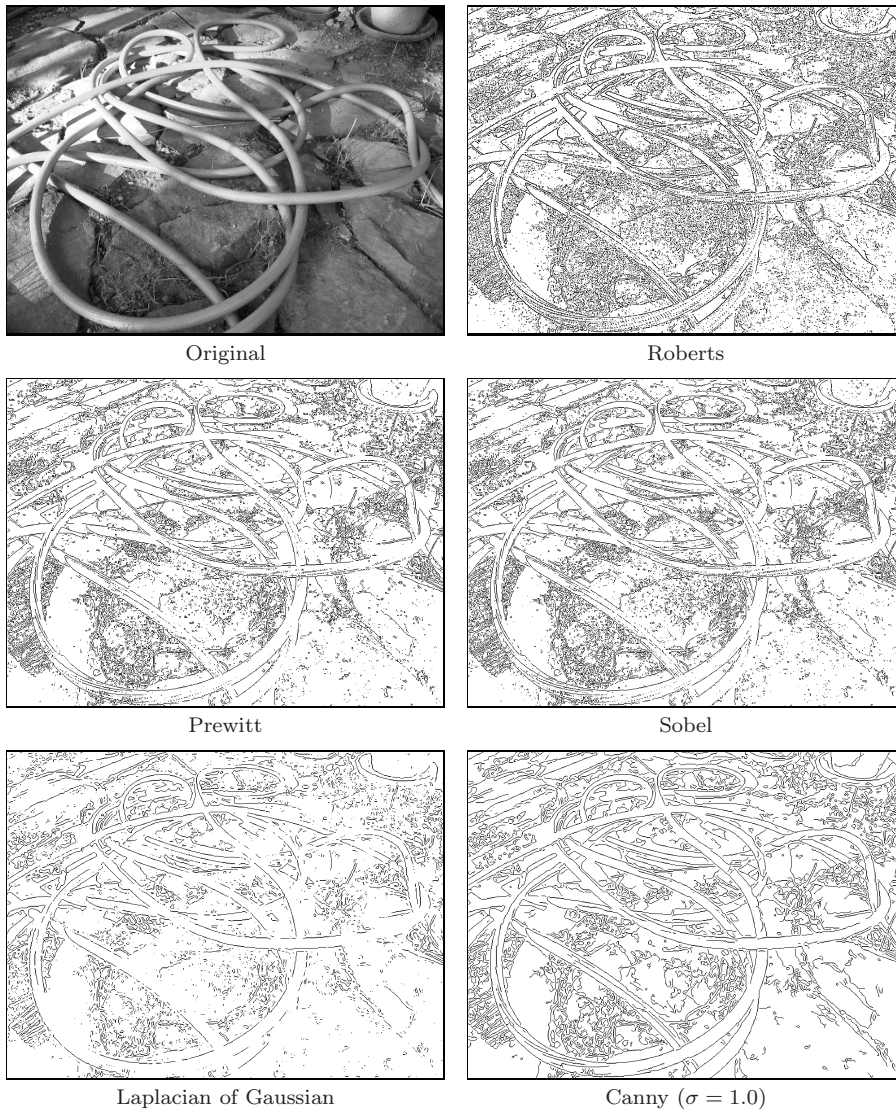 Original
Roberts
Prewitt
Sobel
Laplacian of Gaussian
Canny (σ = 1.0)